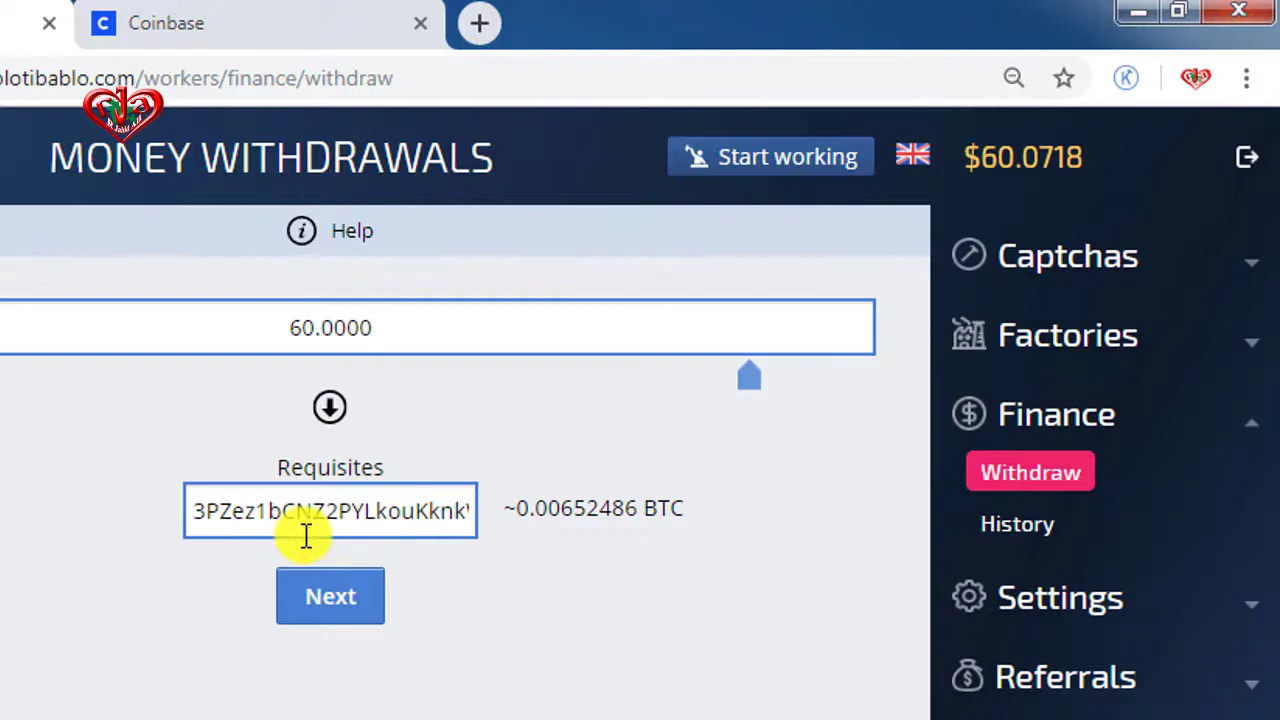 Coinbase
lotibablo.com/workers/finance/withdraw
MONEY WITHDRAWALS
Start working
$60.0718
Help
60.0000
Requisites
3PZez1bCNZ2PYLkouKknk
~0.00652486 BTC
Next
Captchas
Factories
Finance
Withdraw
History
Settings
Referrals